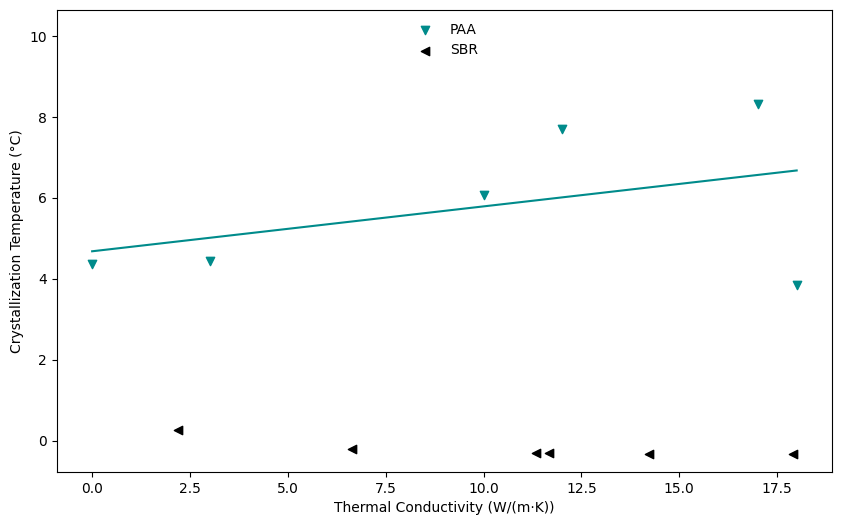 PAA
SBR
10
8
6
4
2
0
Crystallization Temperature (°C)
0.0 2.5 5.0 7.5 10.0 12.5 15.0 17.5
Thermal Conductivity (W/(m·K))